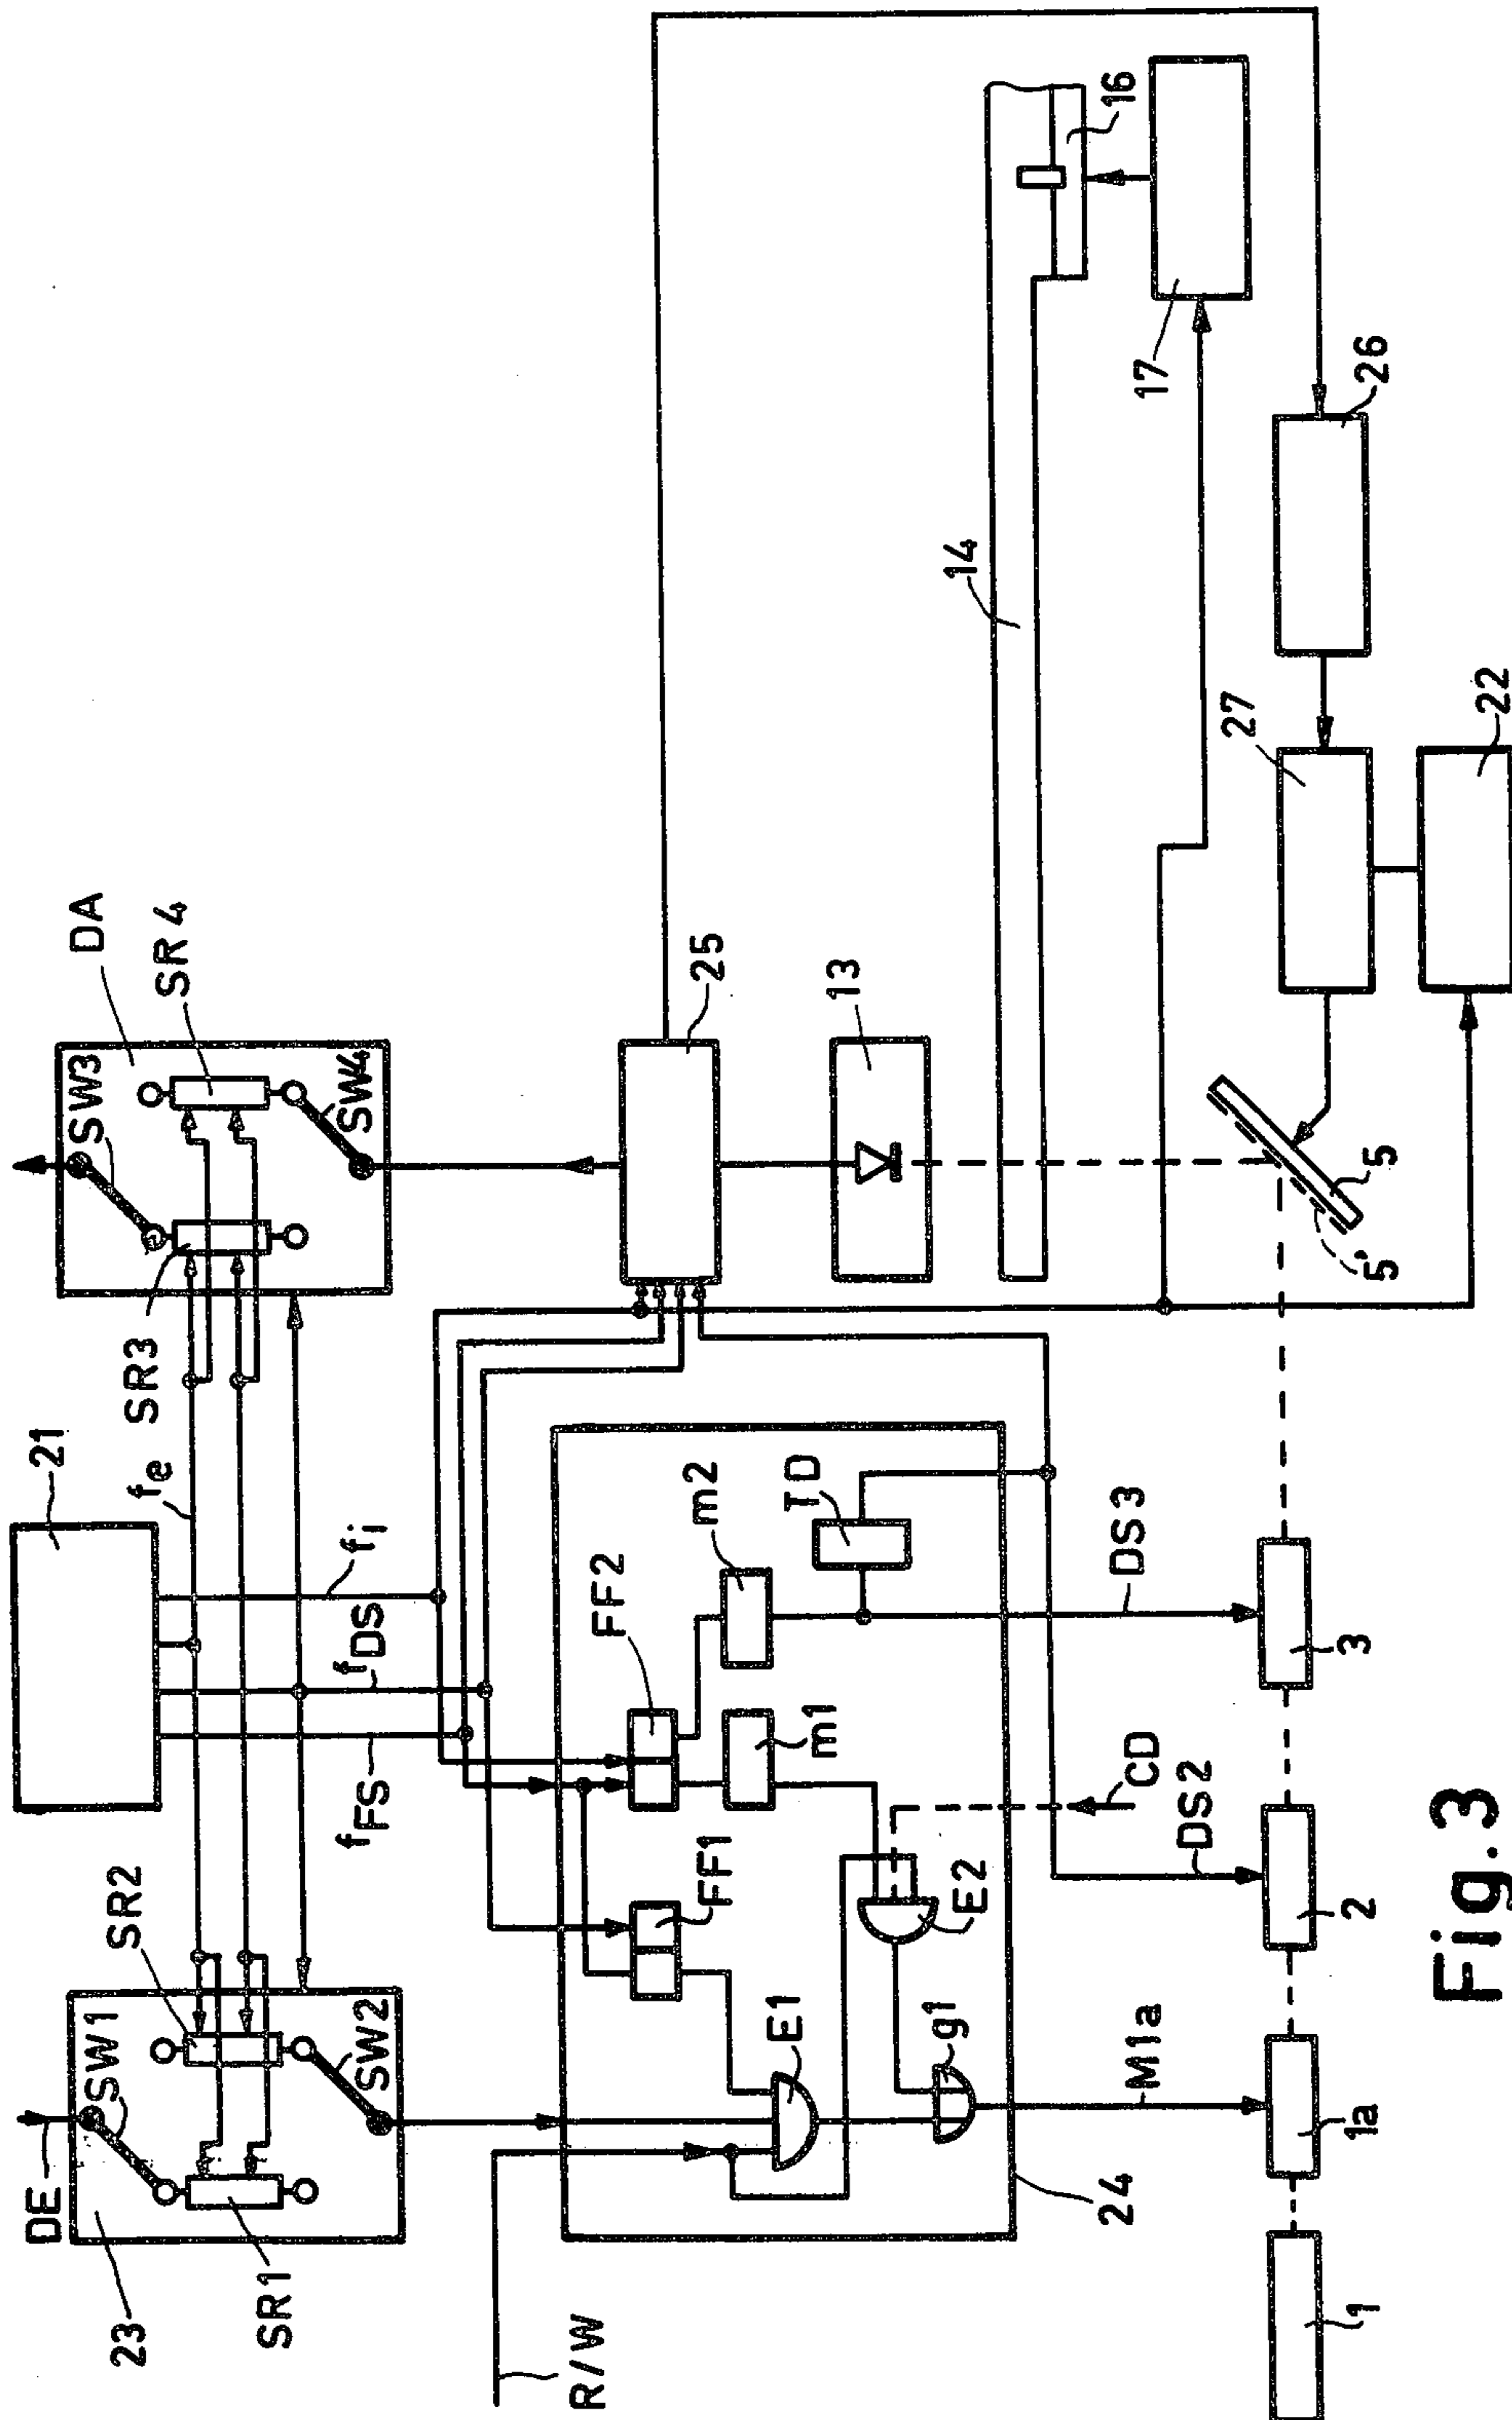 DE
SW1
SR2
23
SR1
SW2
21
fe
fi
fDS
fFS
SW3
DA
SR4
SR3
SW4
R/W
FF1
FF2
m2
m1
TD
E1
E2
g1
24
CD
M1a
DS2
DS3
25
13
14
16
17
1
1a
2
3
5'
5
27
26
22
Fig.3